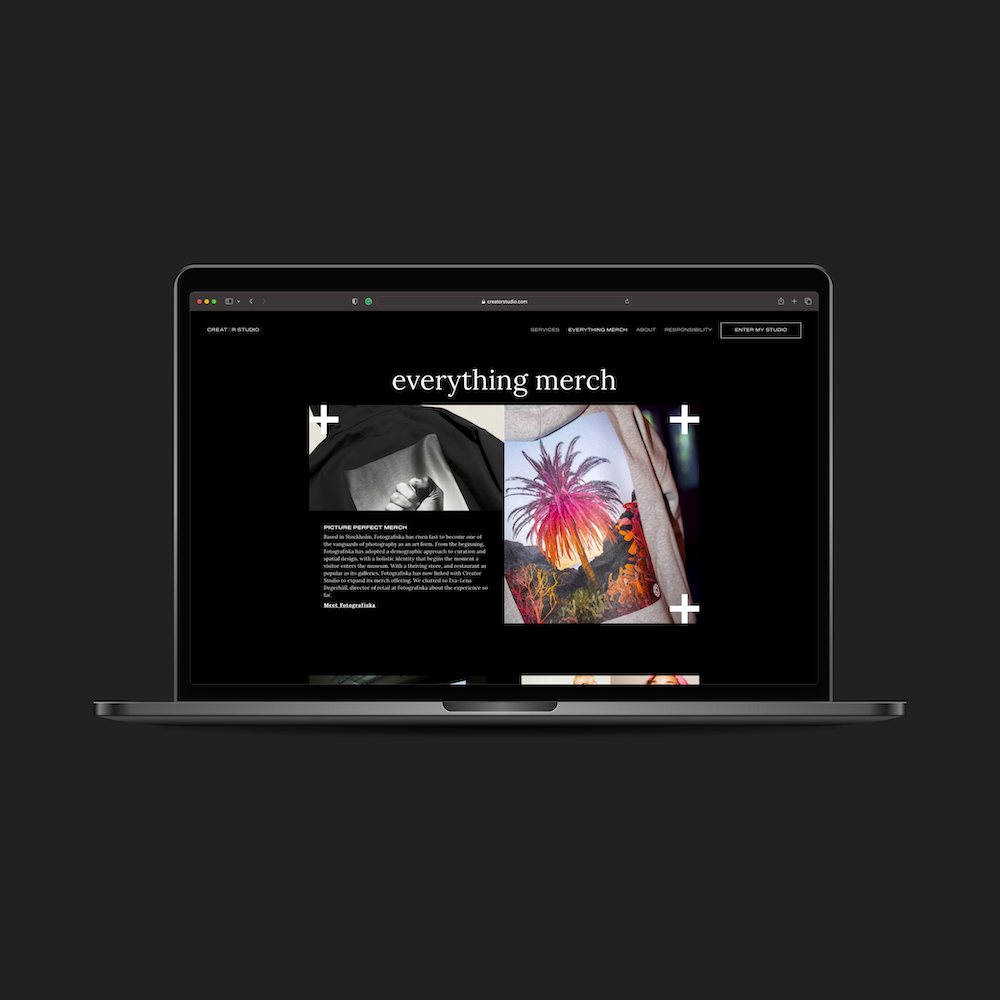 creatorstudio.com
CREAT:R STUDIO
SERVICES
EVERYTHING MERCH
ABOUT
RESPONSIBILITY
ENTER MY STUDIO
everything merch
PICTURE PERFECT MERCH
Based in Stockholm, Fotografiska has risen fast to become one of
the vanguards of photography as an art form. From the beginning,
Fotografiska has adopted a demographic approach to curation and
spatial design, with a holistic identity that begins the moment a
visitor enters the museum. With a thriving store, and restaurant as
popular as its galleries, Fotografiska has now linked with Creator
Studio to expand its merch offering. We chatted to Eva-Lena
Degerhäll, director of retail at Fotografiska about the experience so
far.
Meet Fotografiska